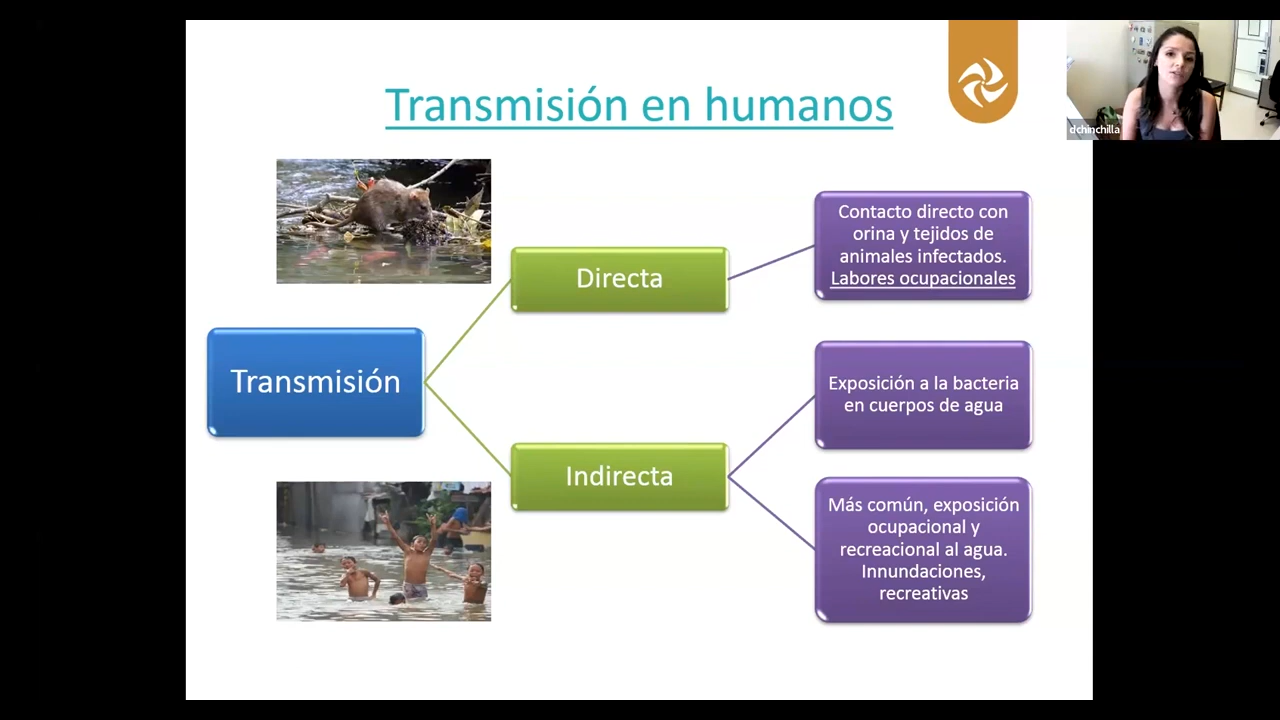 Transmisión en humanos
dchinchilla
Transmisión
Directa
Contacto directo con
orina y tejidos de
animales infectados.
Labores ocupacionales
Indirecta
Exposición a la bacteria
en cuerpos de agua
Más común, exposición
ocupacional y
recreacional al agua.
Innundaciones,
recreativas